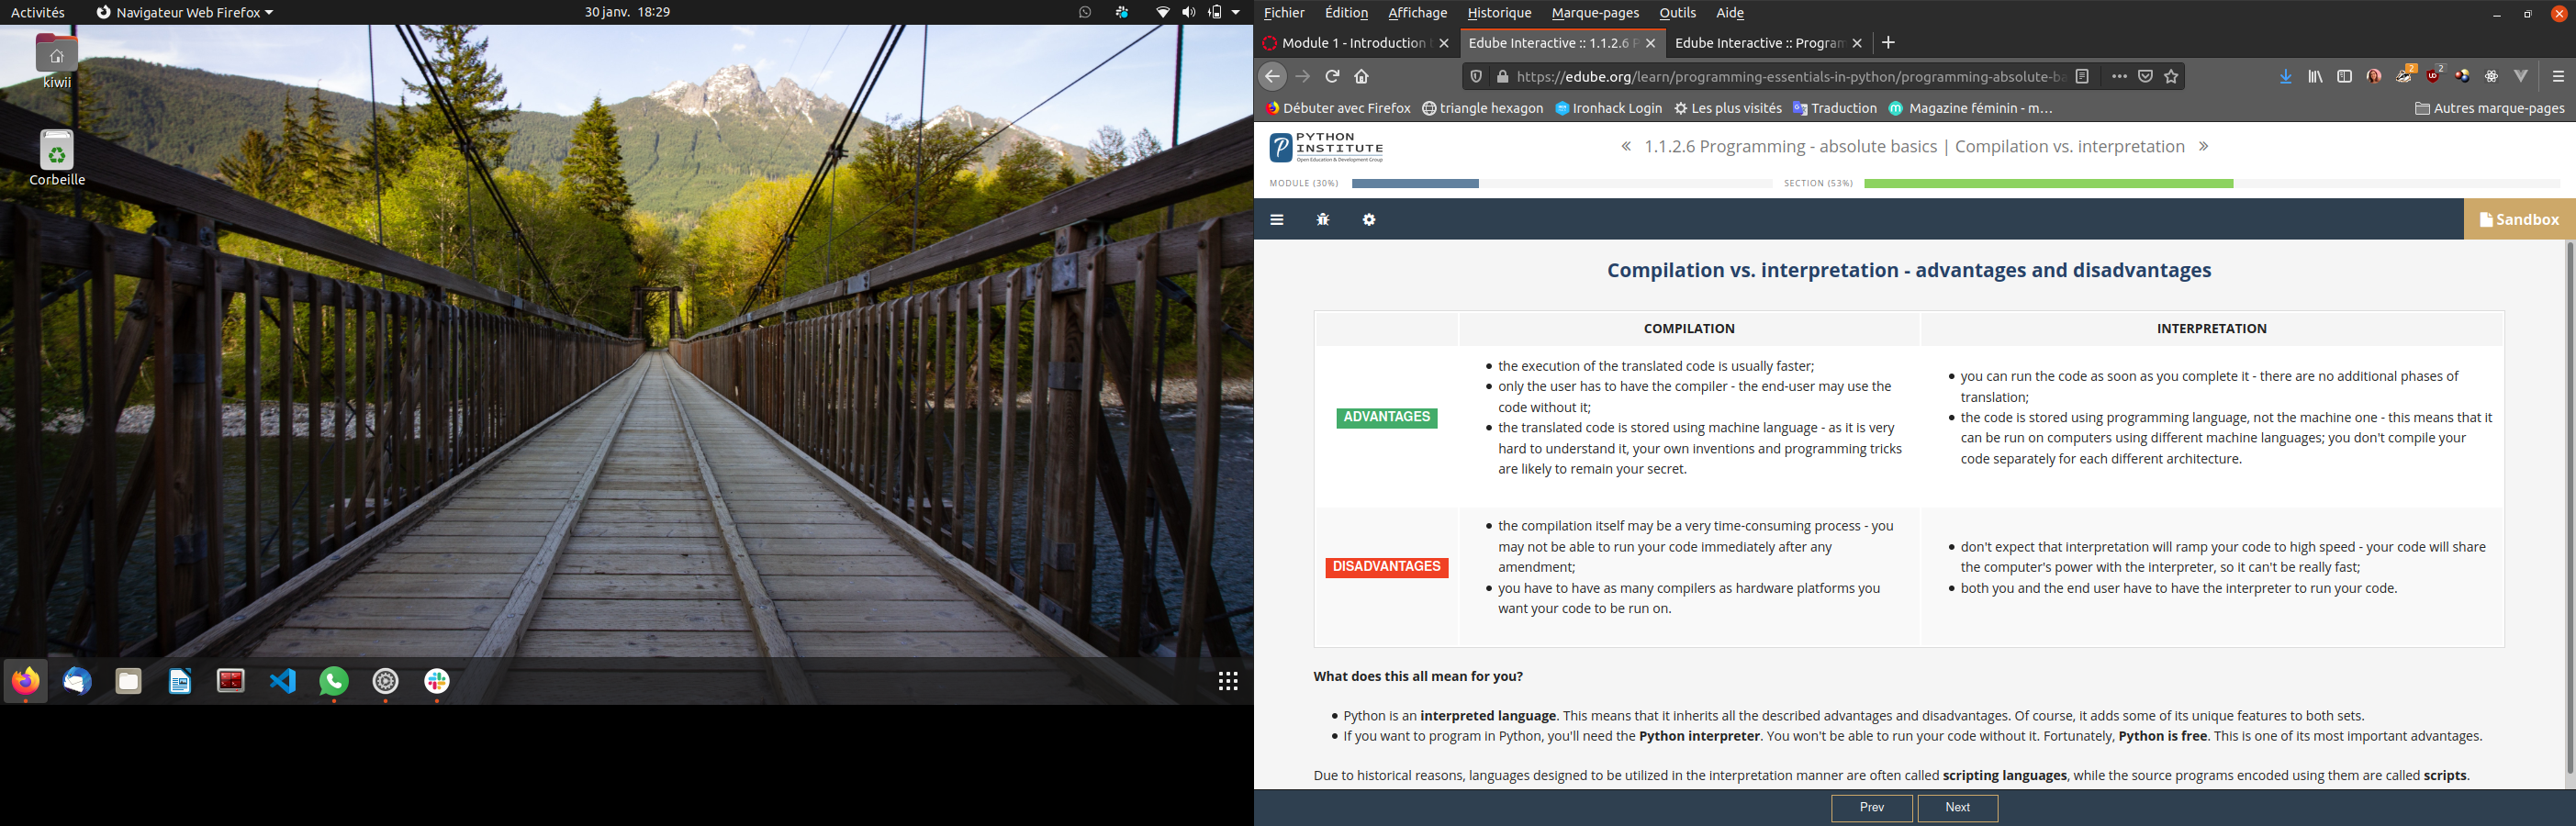 Activités
Navigateur Web Firefox
30 janv. 18:29
kiwii
Corbeille
Fichier Édition Affichage Historique Marque-pages Outils Aide
Module 1 - Introduction
Edube Interactive :: 1.1.2.6 P
Edube Interactive :: Program
https://edube.org/learn/programming-essentials-in-python/programming-absolute-ba
2
2
Débuter avec Firefox
triangle hexagon
Ironhack Login
Les plus visités
Traduction
Magazine féminin - m…
Autres marque-pages
PYTHON
INSTITUTE
Open Education & Development Group
« 1.1.2.6 Programming - absolute basics | Compilation vs. interpretation »
MODULE (30%)
SECTION (53%)
Sandbox
Compilation vs. interpretation - advantages and disadvantages
COMPILATION
INTERPRETATION
ADVANTAGES
• the execution of the translated code is usually faster;
• only the user has to have the compiler - the end-user may use the
code without it;
• the translated code is stored using machine language - as it is very
hard to understand it, your own inventions and programming tricks
are likely to remain your secret.
• you can run the code as soon as you complete it - there are no additional phases of
translation;
• the code is stored using programming language, not the machine one - this means that it
can be run on computers using different machine languages; you don't compile your
code separately for each different architecture.
DISADVANTAGES
• the compilation itself may be a very time-consuming process - you
may not be able to run your code immediately after any
amendment;
• you have to have as many compilers as hardware platforms you
want your code to be run on.
• don't expect that interpretation will ramp your code to high speed - your code will share
the computer's power with the interpreter, so it can't be really fast;
• both you and the end user have to have the interpreter to run your code.
What does this all mean for you?
• Python is an interpreted language. This means that it inherits all the described advantages and disadvantages. Of course, it adds some of its unique features to both sets.
• If you want to program in Python, you'll need the Python interpreter. You won't be able to run your code without it. Fortunately, Python is free. This is one of its most important advantages.
Due to historical reasons, languages designed to be utilized in the interpretation manner are often called scripting languages, while the source programs encoded using them are called scripts.
Prev
Next